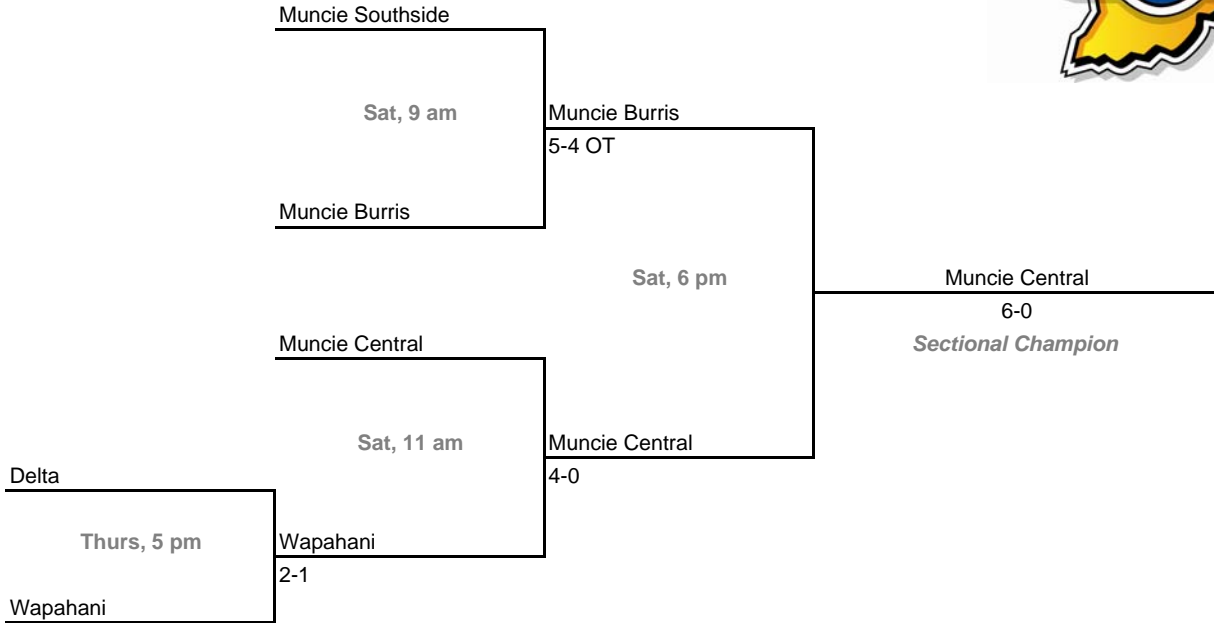 Muncie Southside
Sat, 9 am
Muncie Burris
5-4 OT
Muncie Burris
Sat, 6 pm
Muncie Central
6-0
Sectional Champion
Muncie Central
Sat, 11 am
Muncie Central
4-0
Delta
Thurs, 5 pm
Wapahani
2-1
Wapahani